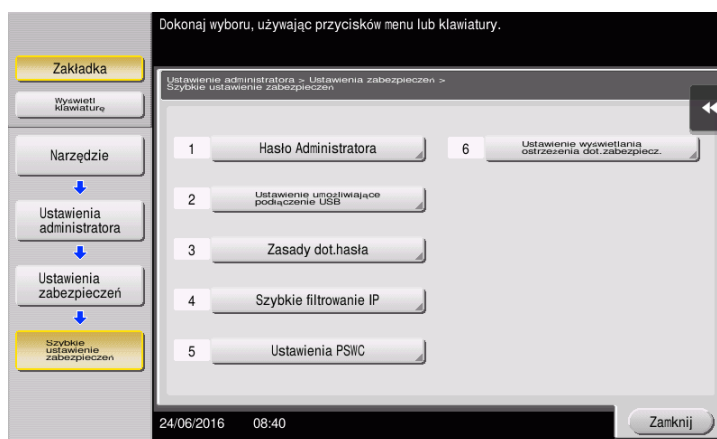 Dokonaj wyboru, używając przycisków menu lub klawiatury.
Zakładka
Wyświetl
klawiaturę
Narzędzie
Ustawienia
administratora
Ustawienia
zabezpieczeń
Szybkie
ustawienie
zabezpieczeń
Ustawienie administratora > Ustawienia zabezpieczeń >
Szybkie ustawienie zabezpieczeń
1 Hasło Administratora
2 Ustawienie umożliwiające
podłączenie USB
3 Zasady dot.hasła
4 Szybkie filtrowanie IP
5 Ustawienia PSWC
6 Ustawienie wyświetlania
ostrzeżenia dot.zabezpiecz.
24/06/2016 08:40
Zamknij